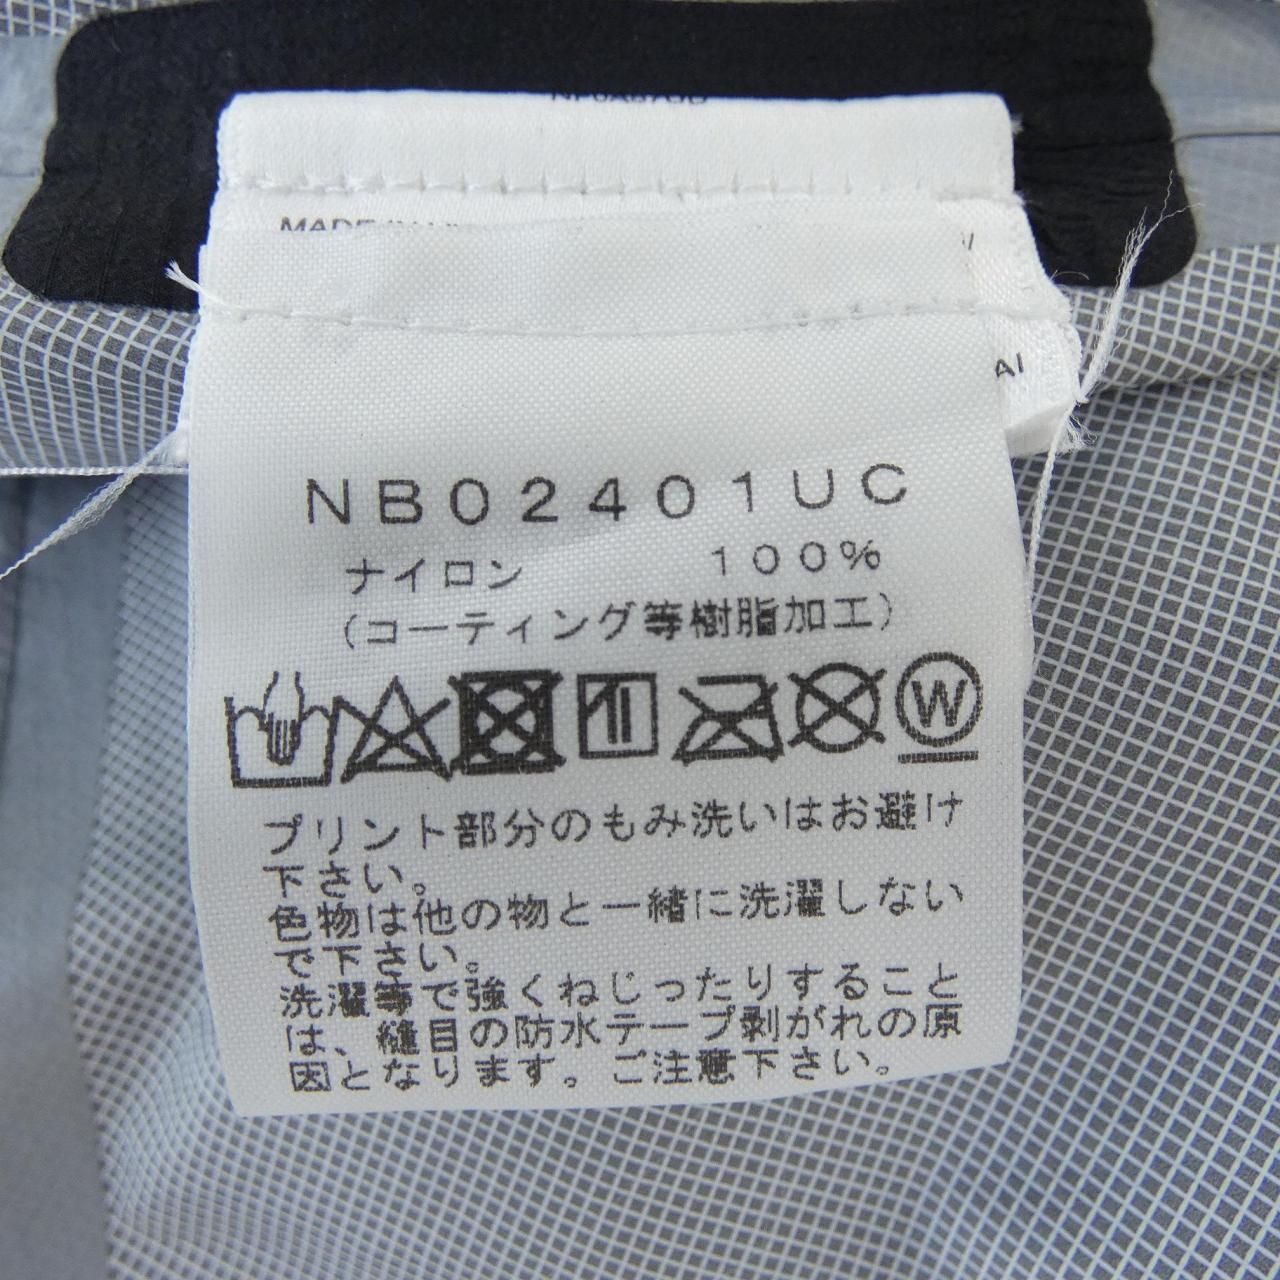 MADE IN
AI
NB02401UC
ナイロン 100%
(コーティング等樹脂加工)
W
プリント部分のもみ洗いはお避け
下さい。
色物は他の物と一緒に洗濯しない
で下さい。
洗濯等で強くねじったりすること
は、縫目の防水テープ剥がれの原
因となります。ご注意下さい。